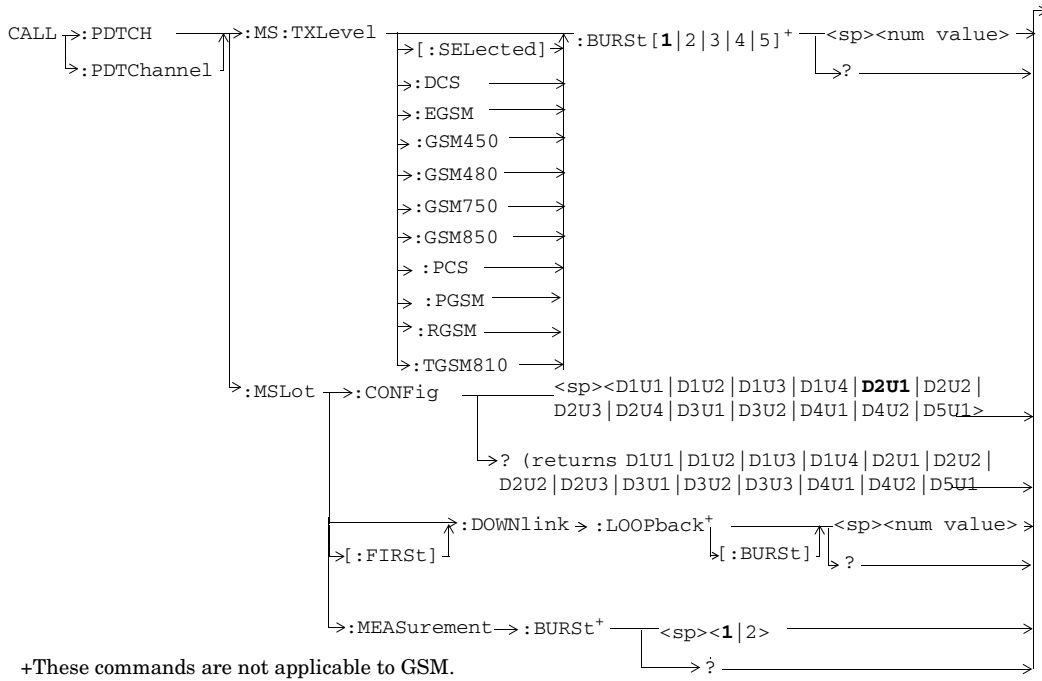 CALL :PDTCH :MS:TXLevel [:SELected] :BURSt[1|2|3|4|5]+ <sp><num value>
:PDTChannel ?
:DCS
:EGSM
:GSM450
:GSM480
:GSM750
:GSM850
:PCS
:PGSM
:RGSM
:TGSM810
:MSLot :CONFig <sp><D1U1|D1U2|D1U3|D1U4|D2U1|D2U2|
D2U3|D2U4|D3U1|D3U2|D4U1|D4U2|D5U1>
? (returns D1U1|D1U2|D1U3|D1U4|D2U1|D2U2|
D2U2|D2U3|D3U1|D3U2|D3U3|D4U1|D4U2|D5U1
:DOWNlink :LOOPback+ <sp><num value>
[:FIRSt] [:BURSt] ?
:MEASurement :BURSt+ <sp><1|2>
?
+These commands are not applicable to GSM.